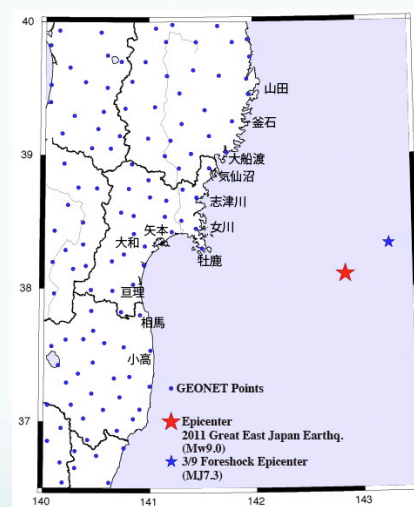 40
山田
釜石
39
大船渡
気仙沼
志津川
矢本
女川
大和
牡鹿
亘理
38
相馬
小高
GEONET Points
Epicenter
2011 Great East Japan Earthq.
(Mw9.0)
37
3/9 Foreshock Epicenter
(MJ7.3)
140
141
142
143